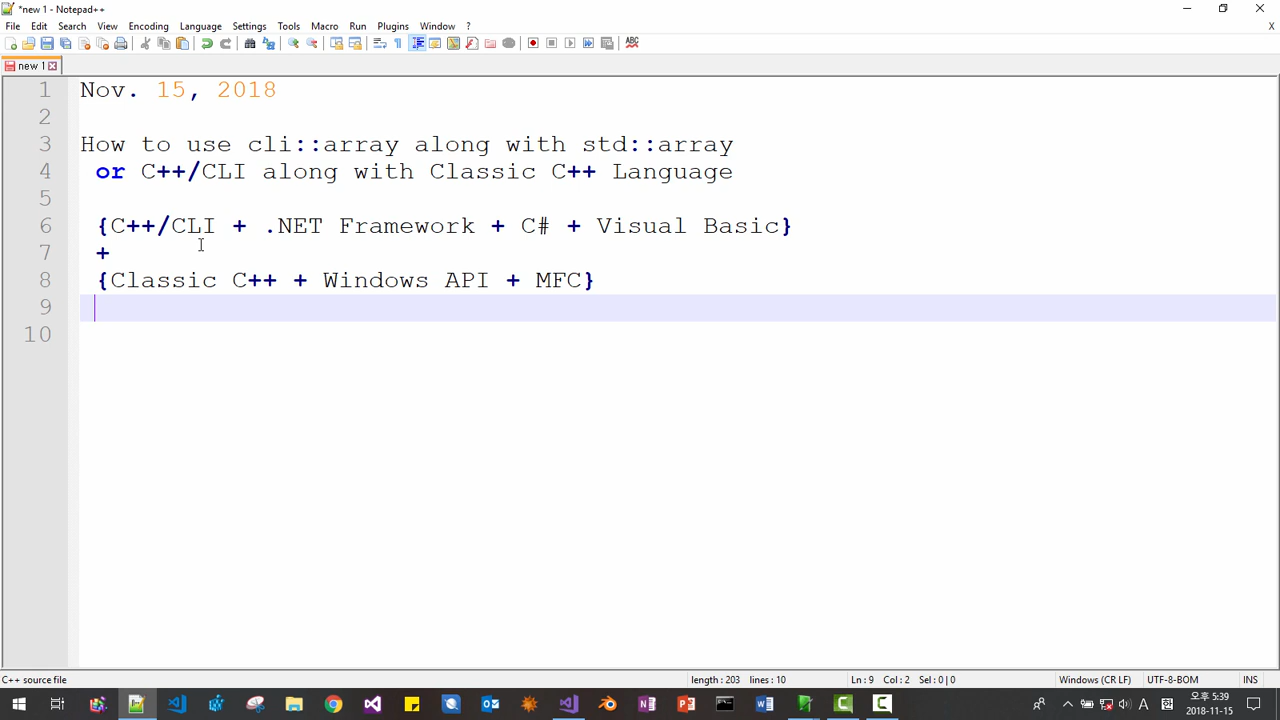 *new 1 - Notepad++
File Edit Search View Encoding Language Settings Tools Macro Run Plugins Window ?
X
ABC
new 1
1 Nov. 15, 2018
2
3 How to use cli::array along with std::array
4 or C++/CLI along with Classic C++ Language
5
6 {C++/CLI + .NET Framework + C# + Visual Basic}
7 +
8 {Classic C++ + Windows API + MFC}
9
10
C++ source file length : 203 lines : 10 Ln : 9 Col : 2 Sel : 0 | 0 Windows (CR LF) UTF-8-BOM INS
A 한 오후 5:39
2018-11-15